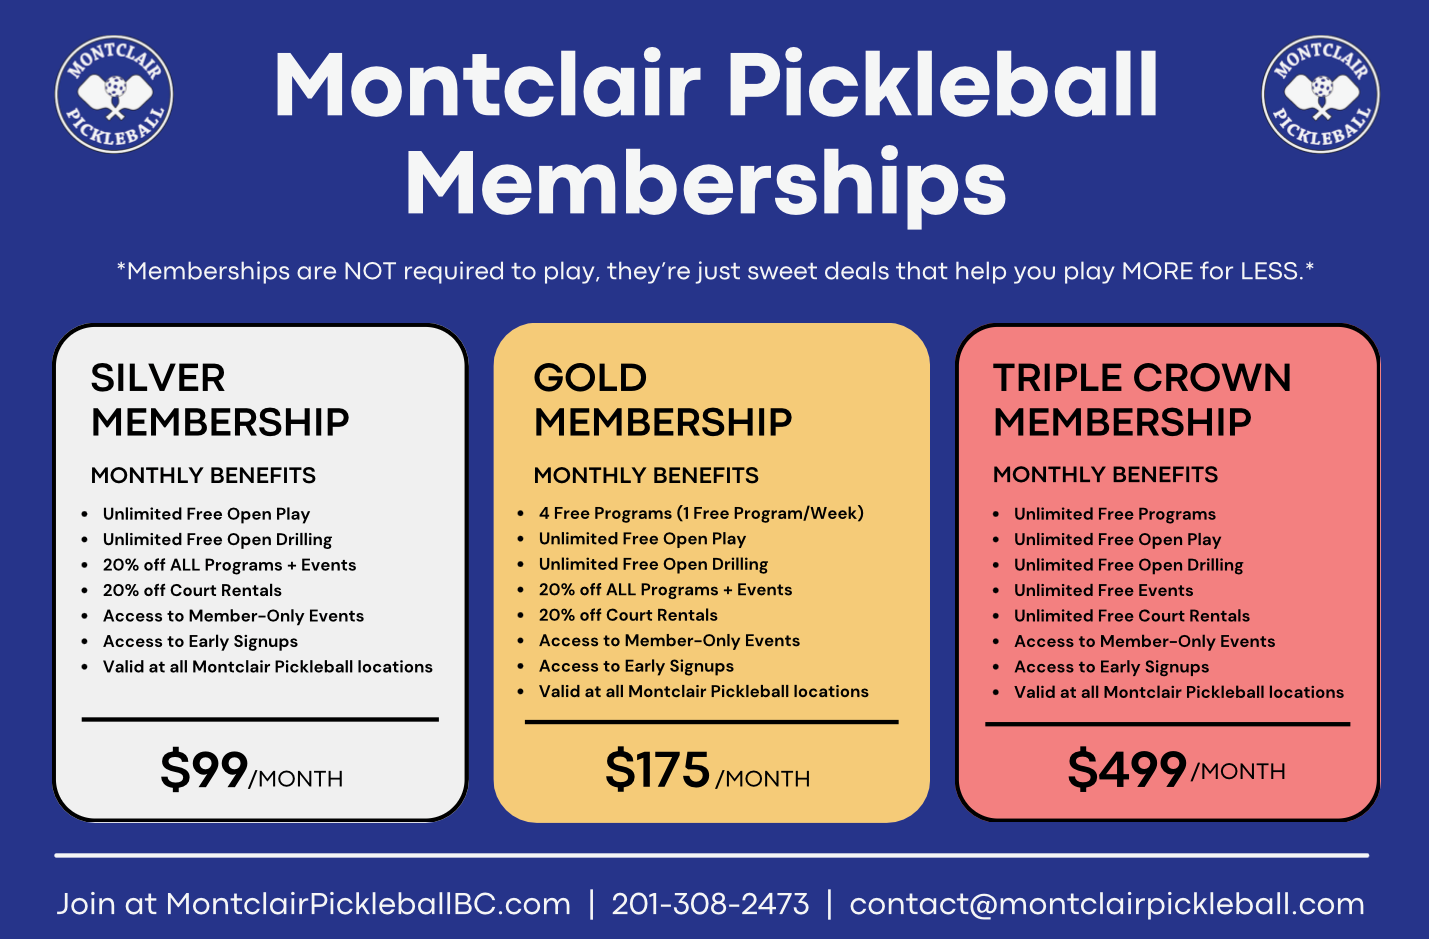 MONTCLAIR
PICKLEBALL
Montclair Pickleball
Memberships
MONTCLAIR
PICKLEBALL
*Memberships are NOT required to play, they’re just sweet deals that help you play MORE for LESS.*
SILVER
MEMBERSHIP
MONTHLY BENEFITS
• Unlimited Free Open Play
• Unlimited Free Open Drilling
• 20% off ALL Programs + Events
• 20% off Court Rentals
• Access to Member-Only Events
• Access to Early Signups
• Valid at all Montclair Pickleball locations
$99/MONTH
GOLD
MEMBERSHIP
MONTHLY BENEFITS
• 4 Free Programs (1 Free Program/Week)
• Unlimited Free Open Play
• Unlimited Free Open Drilling
• 20% off ALL Programs + Events
• 20% off Court Rentals
• Access to Member-Only Events
• Access to Early Signups
• Valid at all Montclair Pickleball locations
$175/MONTH
TRIPLE CROWN
MEMBERSHIP
MONTHLY BENEFITS
• Unlimited Free Programs
• Unlimited Free Open Play
• Unlimited Free Open Drilling
• Unlimited Free Events
• Unlimited Free Court Rentals
• Access to Member-Only Events
• Access to Early Signups
• Valid at all Montclair Pickleball locations
$499/MONTH
Join at MontclairPickleballBC.com | 201-308-2473 | contact@montclairpickleball.com